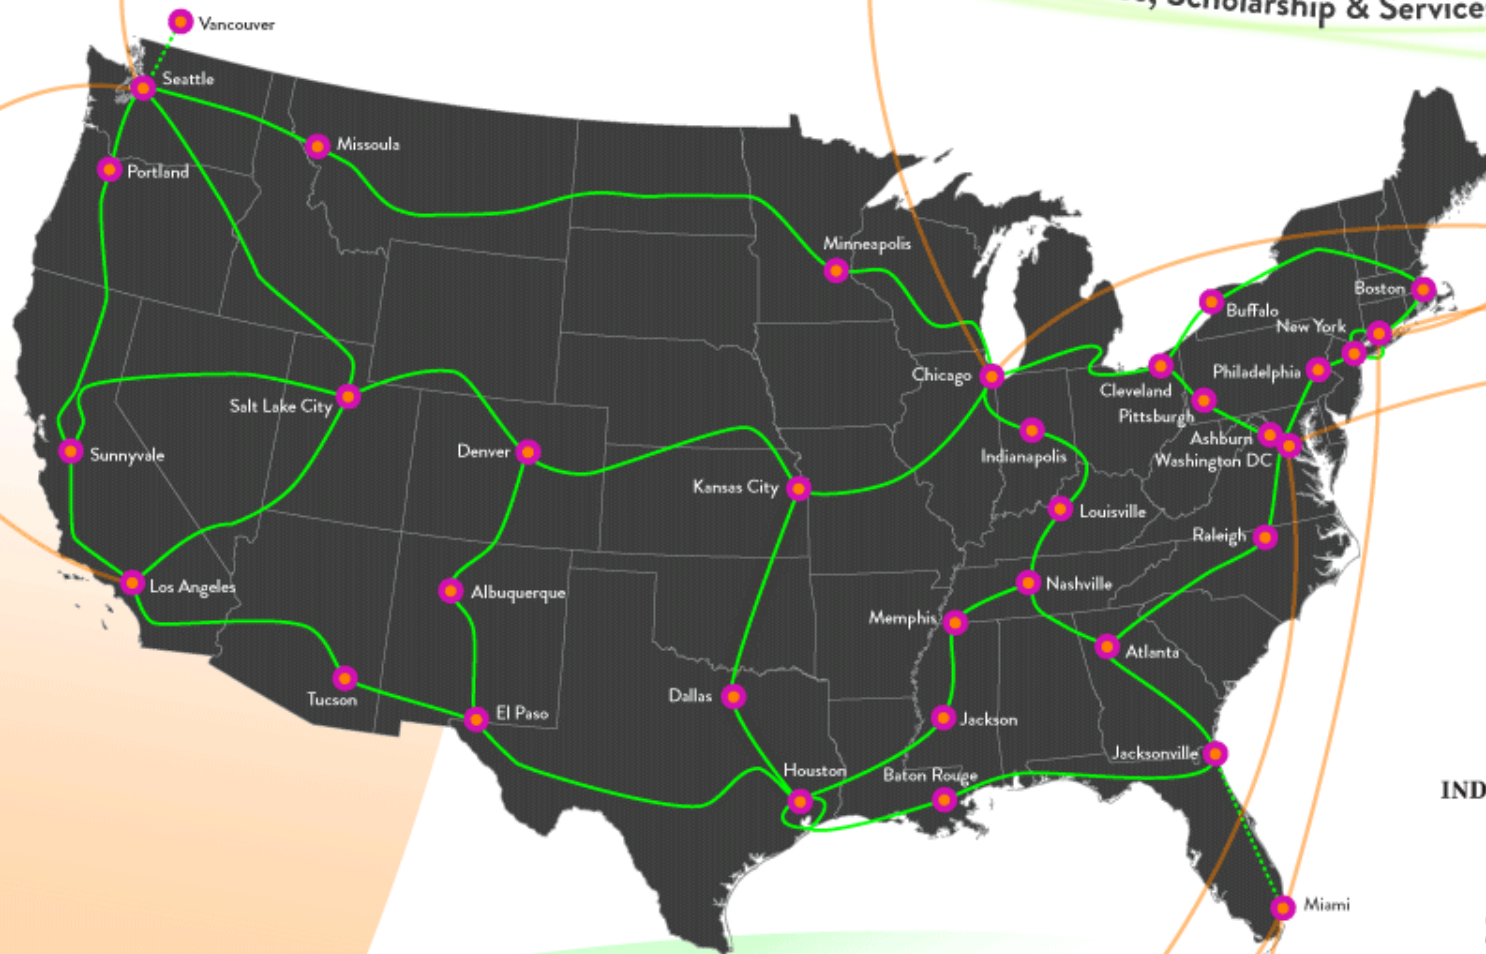 Scholarship & Service
Vancouver
Seattle
Missoula
Portland
Minneapolis
Boston
Buffalo
New York
Chicago
Cleveland
Philadelphia
Salt Lake City
Pittsburgh
Ashburn
Sunnyvale
Denver
Indianapolis
Washington DC
Kansas City
Louisville
Raleigh
Los Angeles
Albuquerque
Nashville
Memphis
Atlanta
Tucson
Dallas
El Paso
Jackson
Jacksonville
Houston
Baton Rouge
IND
Miami